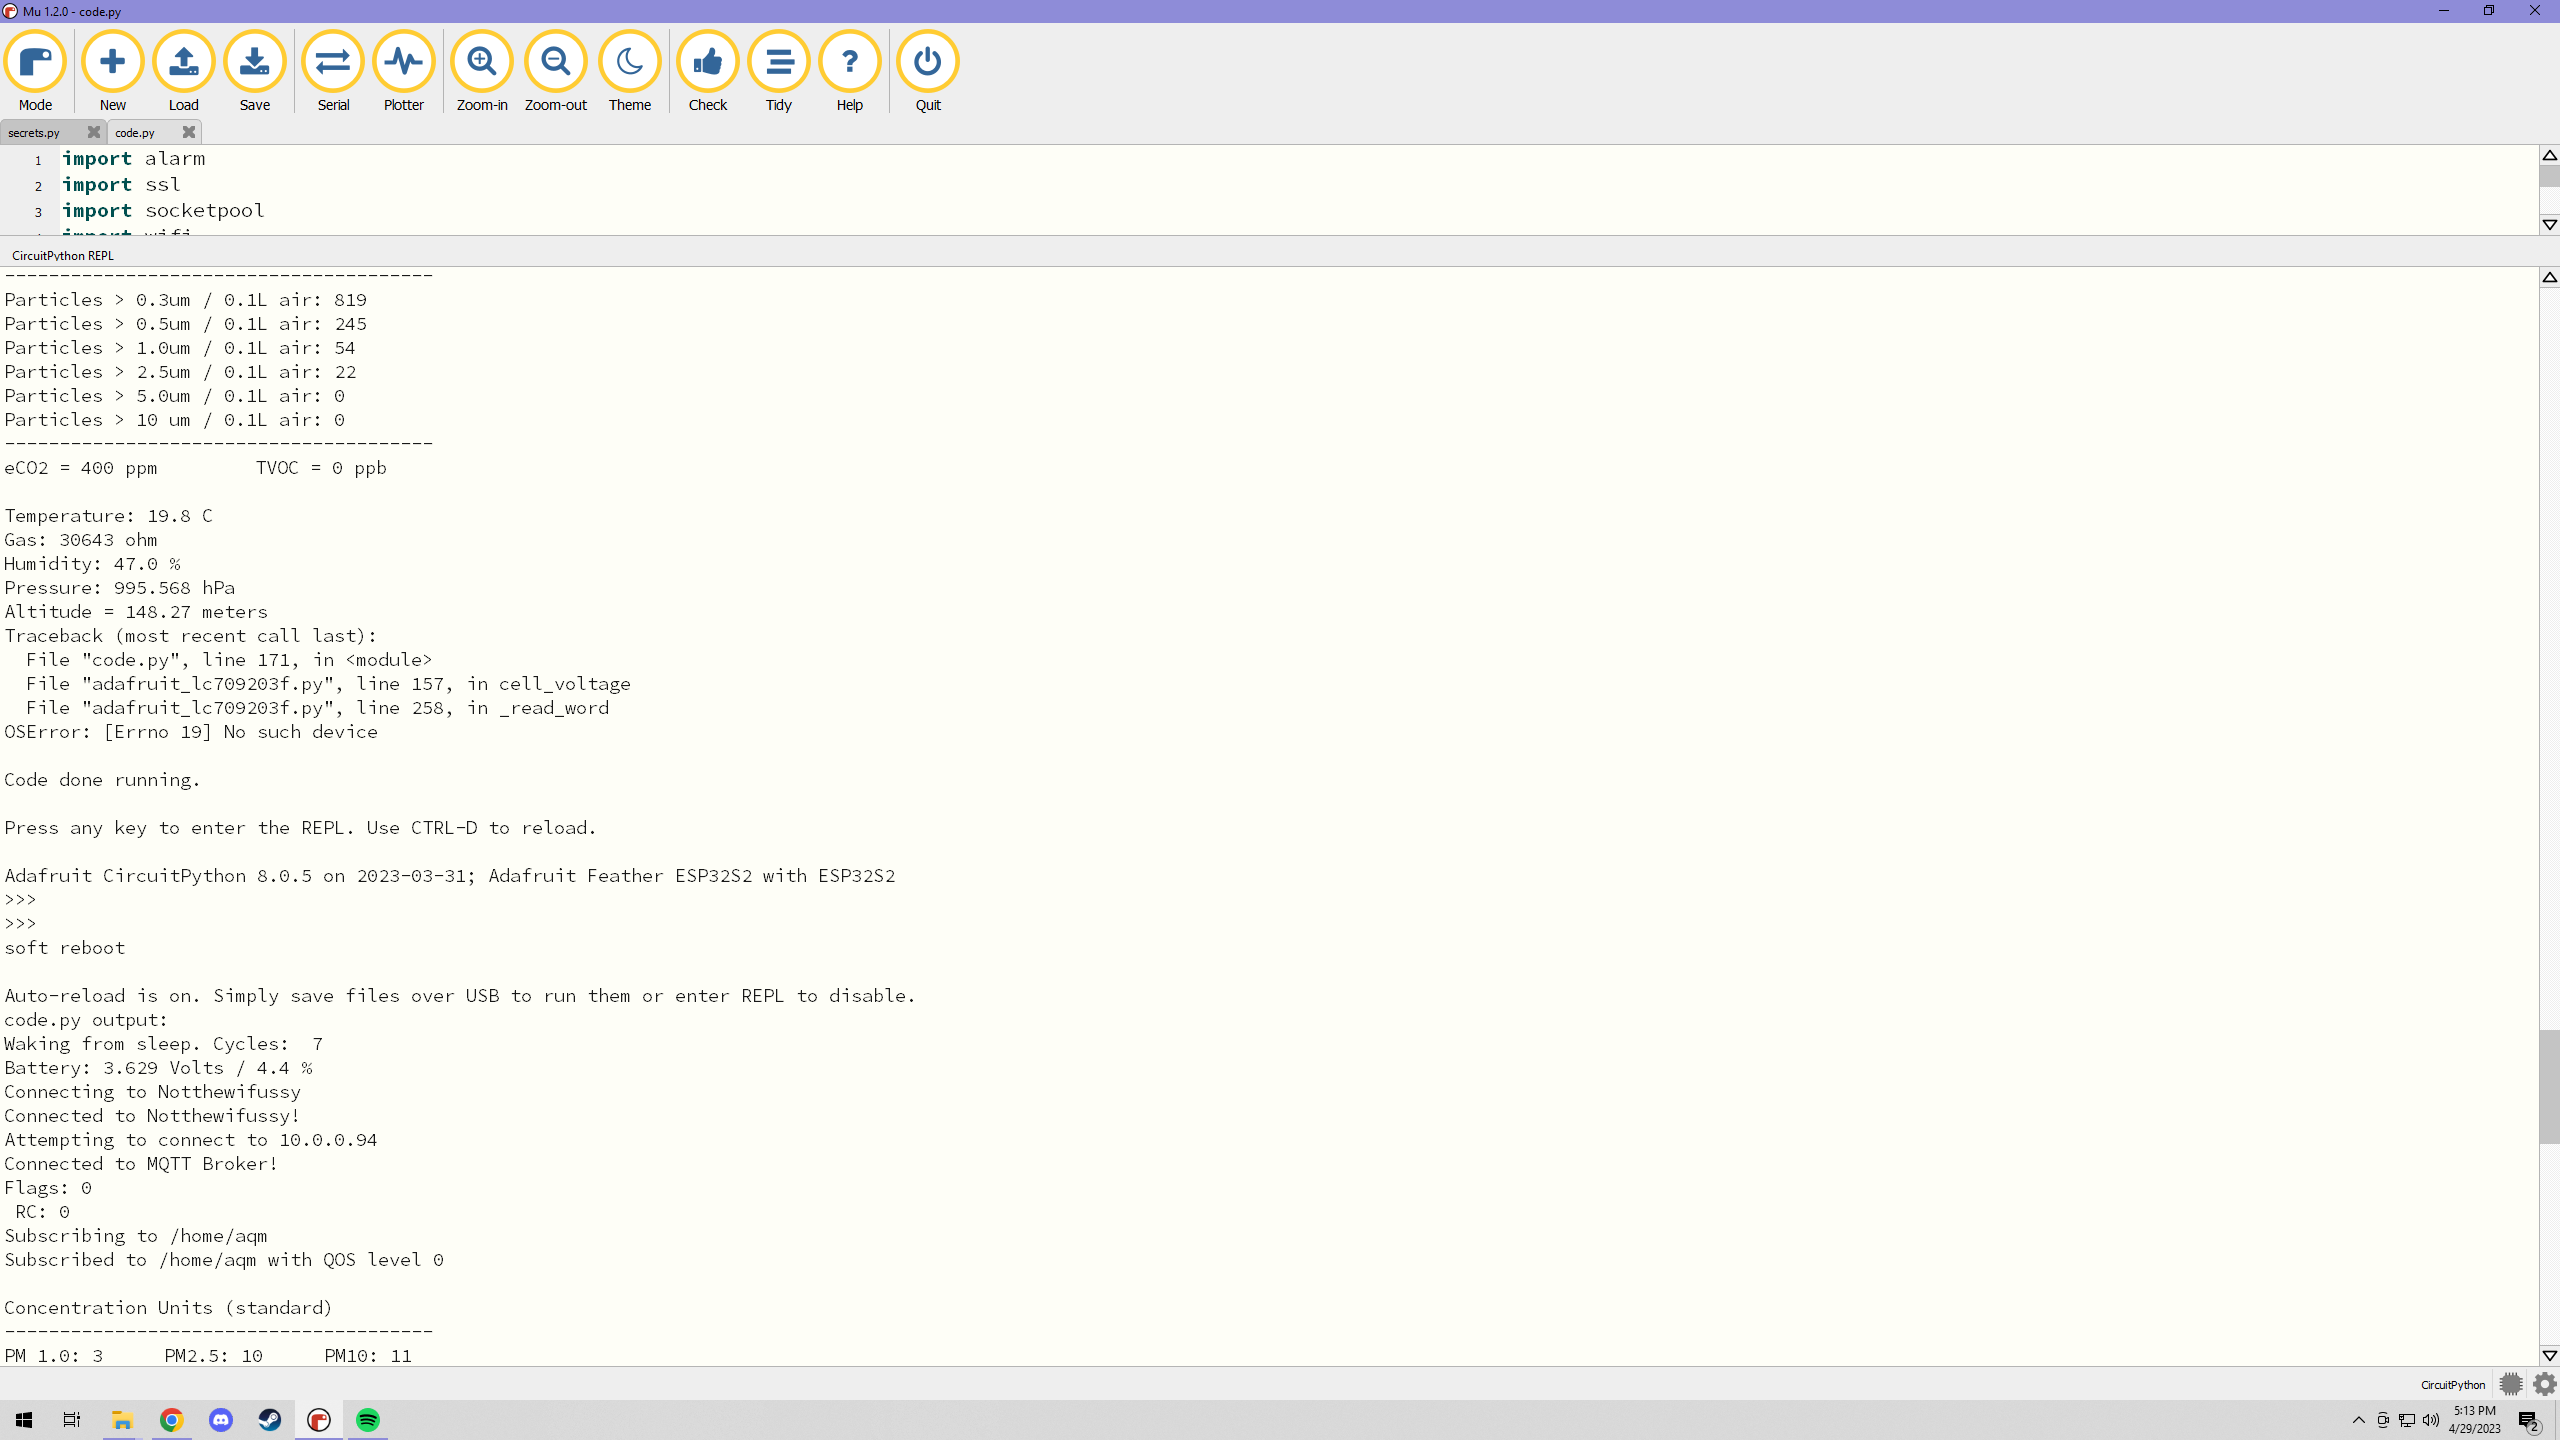 Mu 1.2.0 - code.py
Mode New Load Save Serial Plotter Zoom-in Zoom-out Theme Check Tidy Help Quit
secrets.py code.py
1 import alarm
2 import ssl
3 import socketpool
import wifi
CircuitPython REPL
---------------------------------------
Particles > 0.3um / 0.1L air: 819
Particles > 0.5um / 0.1L air: 245
Particles > 1.0um / 0.1L air: 54
Particles > 2.5um / 0.1L air: 22
Particles > 5.0um / 0.1L air: 0
Particles > 10 um / 0.1L air: 0
---------------------------------------
eCO2 = 400 ppm TVOC = 0 ppb
Temperature: 19.8 C
Gas: 30643 ohm
Humidity: 47.0 %
Pressure: 995.568 hPa
Altitude = 148.27 meters
Traceback (most recent call last):
File "code.py", line 171, in <module>
File "adafruit_lc709203f.py", line 157, in cell_voltage
File "adafruit_lc709203f.py", line 258, in _read_word
OSError: [Errno 19] No such device
Code done running.
Press any key to enter the REPL. Use CTRL-D to reload.
Adafruit CircuitPython 8.0.5 on 2023-03-31; Adafruit Feather ESP32S2 with ESP32S2
>>>
>>>
soft reboot
Auto-reload is on. Simply save files over USB to run them or enter REPL to disable.
code.py output:
Waking from sleep. Cycles:  7
Battery: 3.629 Volts / 4.4 %
Connecting to Notthewifussy
Connected to Notthewifussy!
Attempting to connect to 10.0.0.94
Connected to MQTT Broker!
Flags: 0
RC: 0
Subscribing to /home/aqm
Subscribed to /home/aqm with QOS level 0
Concentration Units (standard)
---------------------------------------
PM 1.0: 3 PM2.5: 10 PM10: 11
CircuitPython
5:13 PM
4/29/2023
2